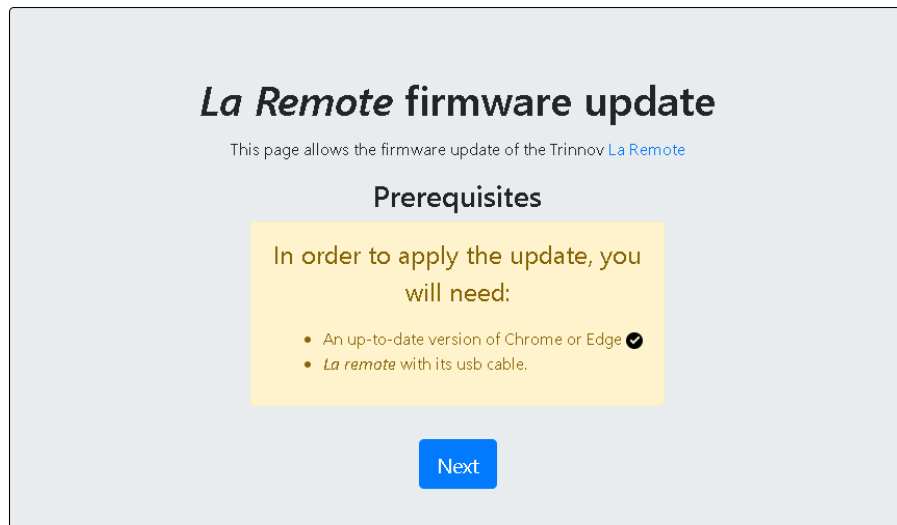 La Remote firmware update
This page allows the firmware update of the Trinnov La Remote
Prerequisites
In order to apply the update, you
will need:
An up-to-date version of Chrome or Edge
La remote with its usb cable.
Next